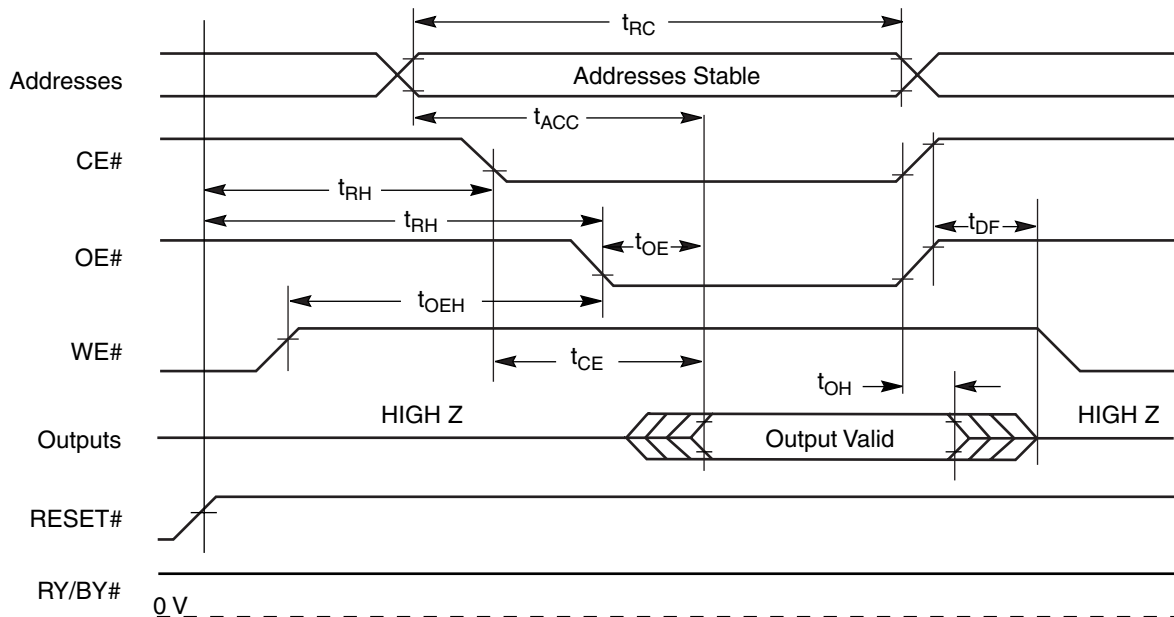 tRC
Addresses
Addresses Stable
tACC
CE#
tRH
tRH
tOE
tDF
OE#
tOEH
WE#
tCE
tOH
HIGH Z
HIGH Z
Outputs
Output Valid
RESET#
RY/BY#
0 V